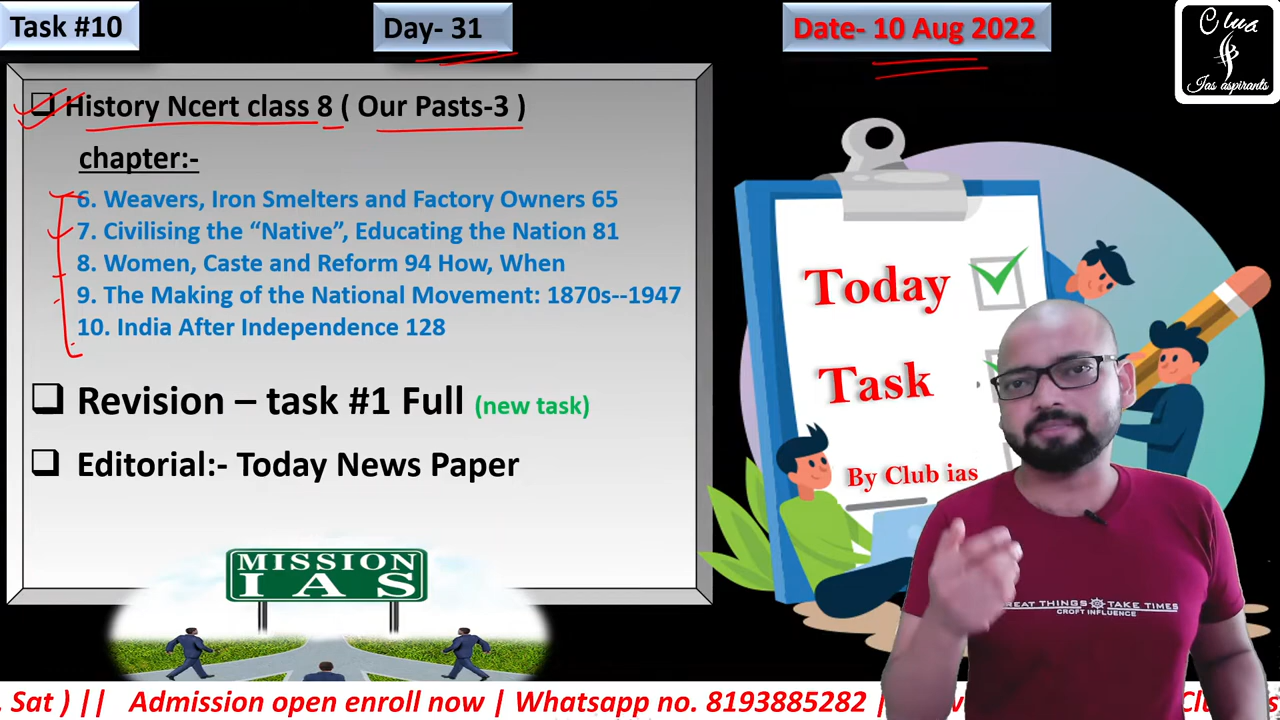 Task #10
Day- 31
Date- 10 Aug 2022
Club
Ias aspirants
History Ncert class 8 ( Our Pasts-3 )
chapter:-
6. Weavers, Iron Smelters and Factory Owners 65
7. Civilising the “Native”, Educating the Nation 81
8. Women, Caste and Reform 94 How, When
9. The Making of the National Movement: 1870s--1947
10. India After Independence 128
Revision – task #1 Full (new task)
Editorial:- Today News Paper
Today
Task
By Club ias
MISSION
IAS
GREAT THINGS TAKE TIMES
CROFT INFLUENCE
. Sat ) || Admission open enroll now | Whatsapp no. 8193885282 |